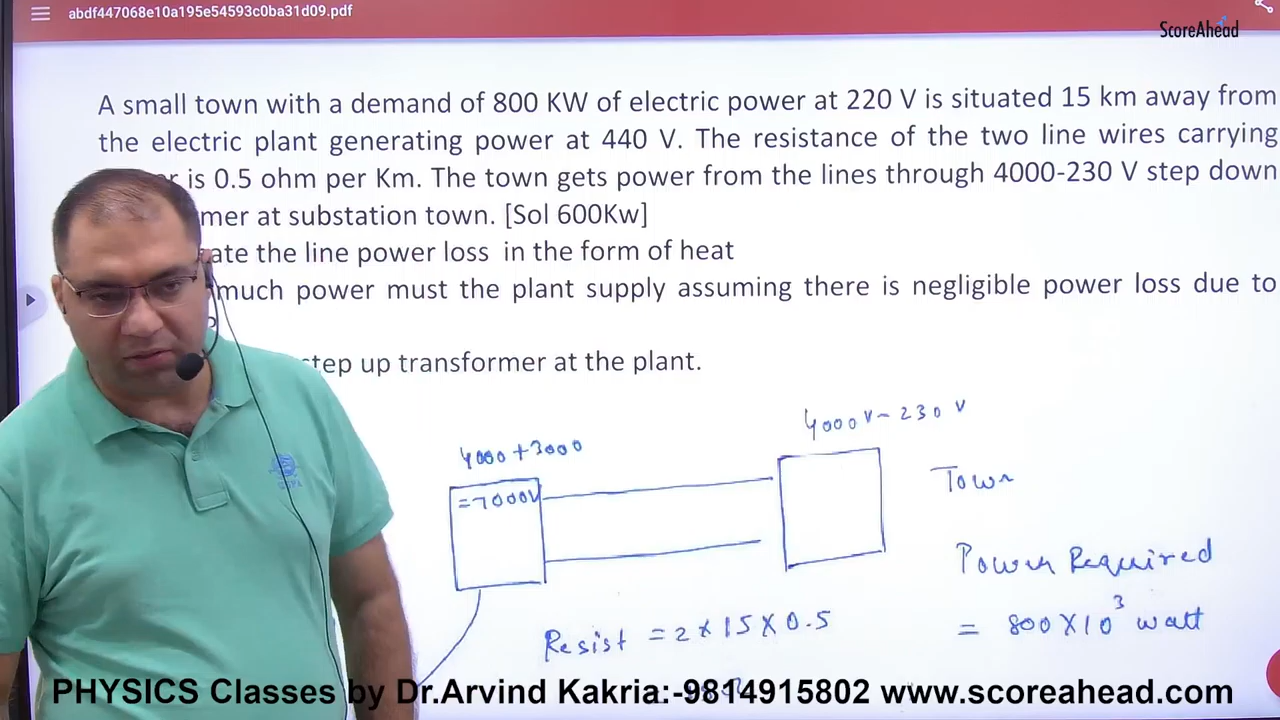 abdf447068e10a195e54593c0ba31d09.pdf
ScoreAhead
A small town with a demand of 800 KW of electric power at 220 V is situated 15 km away from
the electric plant generating power at 440 V. The resistance of the two line wires carrying
is 0.5 ohm per Km. The town gets power from the lines through 4000-230 V step down
at substation town. [Sol 600Kw]
the line power loss in the form of heat
much power must the plant supply assuming there is negligible power loss due to
step up transformer at the plant.
4000V-230 V
4000+3000
=7000V
Town
Power Required
= 800X10³ watt
Resist = 2 × 15 × 0.5
PHYSICS Classes by Dr.Arvind Kakria:-9814915802 www.scoreahead.com